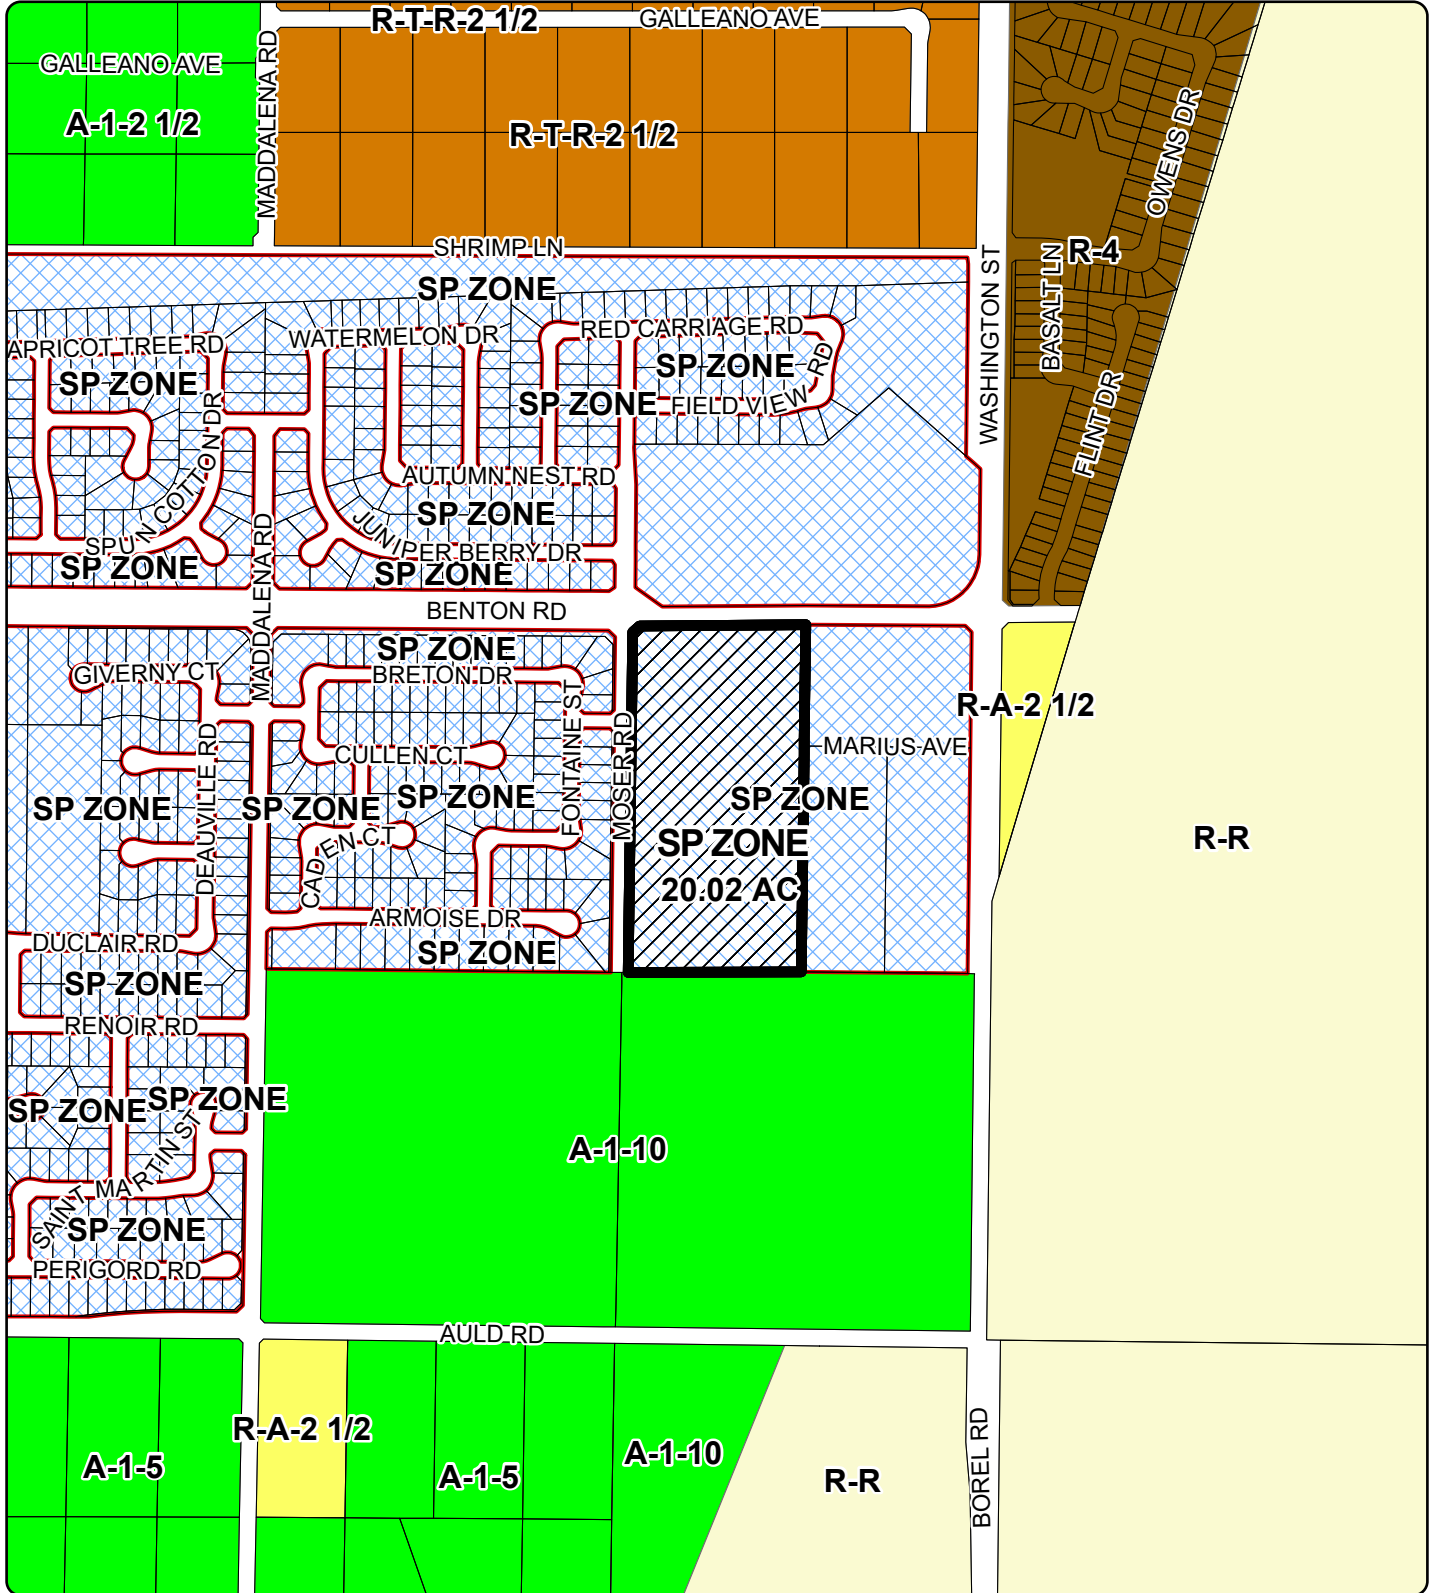 R-T-R-2 1/2
GALLEANO AVE
GALLEANO AVE
MADDALENA RD
A-1-2 1/2
R-T-R-2 1/2
OWENS DR
SHRIMP LN
R-4
SP ZONE
WASHINGTON ST
BASALT LN
APRICOT TREE RD
WATERMELON DR
RED CARRIAGE RD
SP ZONE
SP ZONE
SP ZONE
FIELD VIEW RD
FLINT DR
SPUN COTTON DR
AUTUMN NEST RD
SP ZONE
JUNIPER BERRY DR
SP ZONE
SP ZONE
MADDALENA RD
BENTON RD
SP ZONE
GIVERNY CT
BRETON DR
R-A-2 1/2
FONTAINE ST
MOSER RD
MARIUS AVE
DEAUVILLE RD
CULLEN CT
SP ZONE
SP ZONE
SP ZONE
SP ZONE
CADEN CT
SP ZONE
20.02 AC
R-R
ARMOISE DR
DUCLAIR RD
SP ZONE
SP ZONE
RENOIR RD
SP ZONE
SP ZONE
SAINT MARTIN ST
A-1-10
SP ZONE
PERIGORD RD
AULD RD
R-A-2 1/2
A-1-5
A-1-5
A-1-10
R-R
BOREL RD